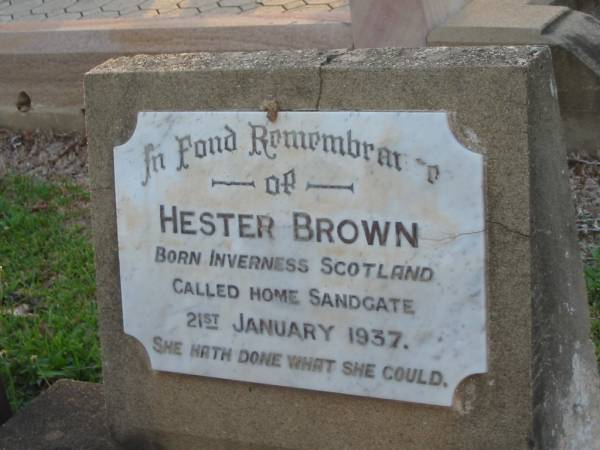 In Fond Remembrance
of
HESTER BROWN
BORN INVERNESS SCOTLAND
CALLED HOME SANDGATE
21ST JANUARY 1937.
SHE HATH DONE WHAT SHE COULD.